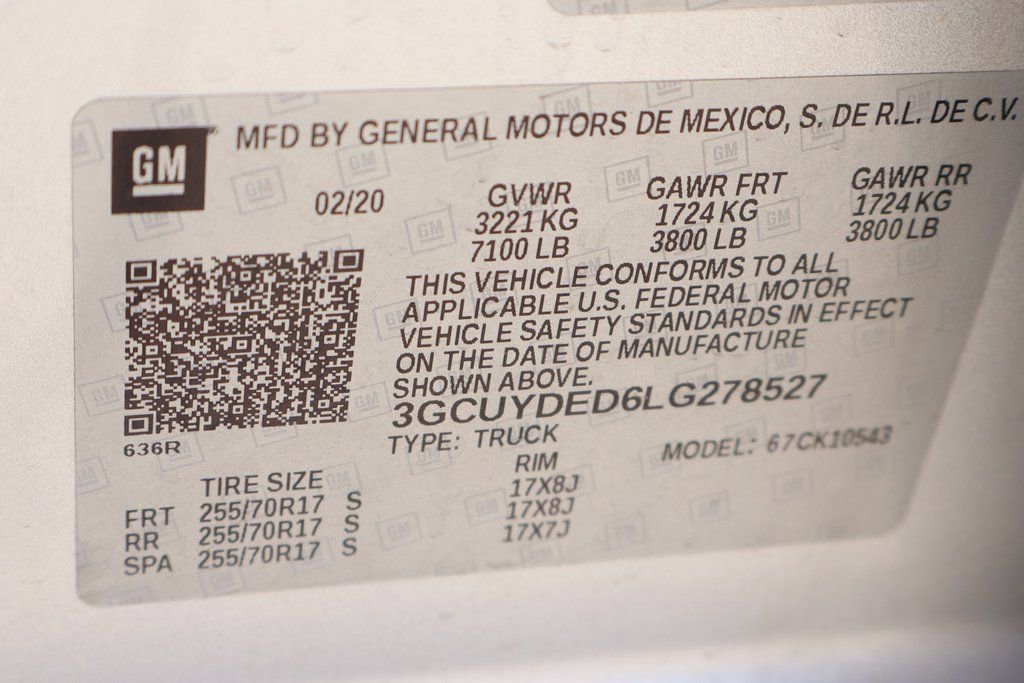 GM MFD BY GENERAL MOTORS DE MEXICO, S. DE R.L. DE C.V.
02/20 GVWR GAWR FRT GAWR RR
3221 KG 1724 KG 1724 KG
7100 LB 3800 LB 3800 LB
THIS VEHICLE CONFORMS TO ALL
APPLICABLE U.S. FEDERAL MOTOR
VEHICLE SAFETY STANDARDS IN EFFECT
ON THE DATE OF MANUFACTURE
SHOWN ABOVE.
3GCUYDED6LG278527
636R
TYPE: TRUCK MODEL: 67CK10543
TIRE SIZE RIM
FRT 255/70R17 S 17X8J
RR 255/70R17 S 17X8J
SPA 255/70R17 S 17X7J